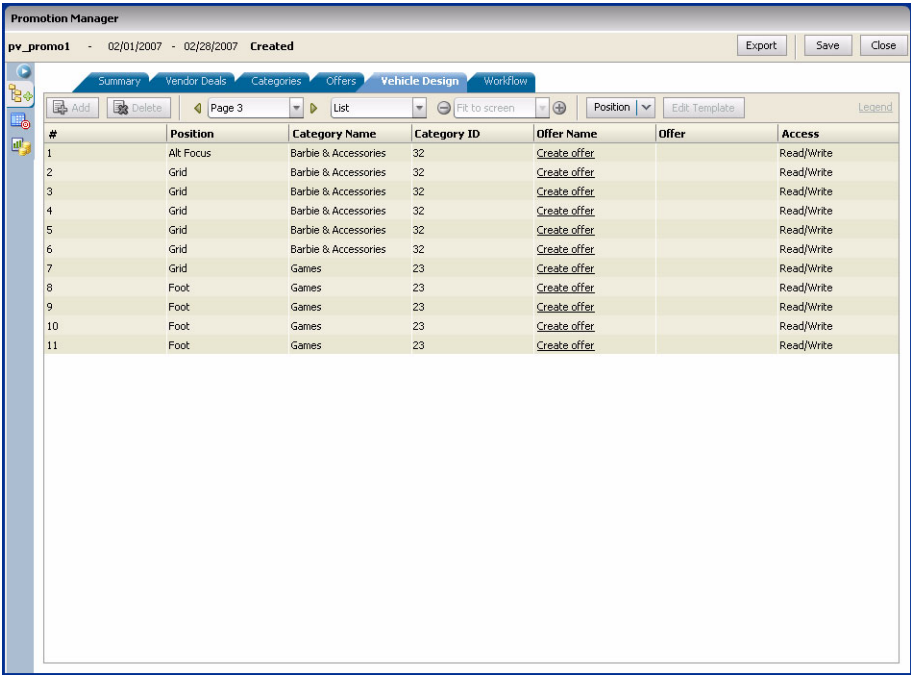 Promotion Manager
pv_promo1 - 02/01/2007 - 02/28/2007 Created Export Save Close
Summary Vendor Deals Categories Offers Vehicle Design Workflow
Add Delete Page 3 List Fit to screen Position Edit Template Legend
# Position Category Name Category ID Offer Name Offer Access
1 Alt Focus Barbie & Accessories 32 Create offer Read/Write
2 Grid Barbie & Accessories 32 Create offer Read/Write
3 Grid Barbie & Accessories 32 Create offer Read/Write
4 Grid Barbie & Accessories 32 Create offer Read/Write
5 Grid Barbie & Accessories 32 Create offer Read/Write
6 Grid Barbie & Accessories 32 Create offer Read/Write
7 Grid Games 23 Create offer Read/Write
8 Foot Games 23 Create offer Read/Write
9 Foot Games 23 Create offer Read/Write
10 Foot Games 23 Create offer Read/Write
11 Foot Games 23 Create offer Read/Write